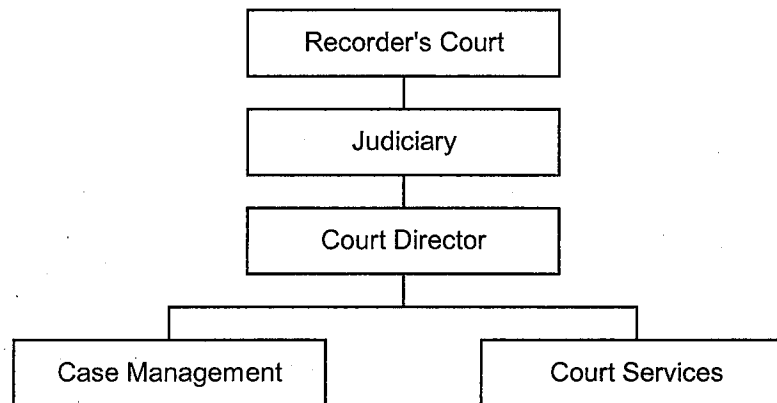 Recorder's Court
Judiciary
Court Director
Case Management
Court Services